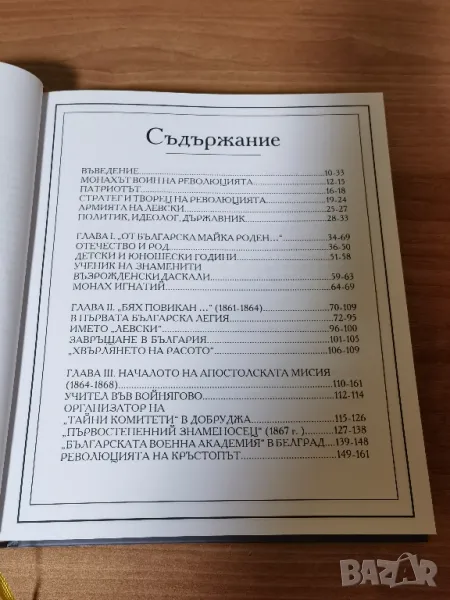 Съдържание
ВЪВЕДЕНИЕ..........10-33
МОНАХЪТ ВОИН НА РЕВОЛЮЦИЯТА..........12-15
ПАТРИОТЪТ..........16-18
СТРАТЕГ И ТВОРЕЦ НА РЕВОЛЮЦИЯТА..........19-24
АРМИЯТА НА ЛЕВСКИ..........25-27
ПОЛИТИК, ИДЕОЛОГ, ДЪРЖАВНИК..........28-33
ГЛАВА I. „ОТ БЪЛГАРСКА МАЙКА РОДЕН...“..........34-69
ОТЕЧЕСТВО И РОД..........36-50
ДЕТСКИ И ЮНОШЕСКИ ГОДИНИ..........51-58
УЧЕНИК НА ЗНАМЕНИТИ
ВЪЗРОЖДЕНСКИ ДАСКАЛИ..........59-63
МОНАХ ИГНАТИЙ..........64-69
ГЛАВА II. „БЯХ ПОВИКАН ...“ (1861-1864)..........70-109
В ПЪРВАТА БЪЛГАРСКА ЛЕГИЯ..........72-95
ИМЕТО „ЛЕВСКИ“..........96-100
ЗАВРЪЩАНЕ В БЪЛГАРИЯ..........101-105
„ХВЪРЛЯНЕТО НА РАСОТО“..........106-109
ГЛАВА III. НАЧАЛОТО НА АПОСТОЛСКАТА МИСИЯ
(1864-1868)..........110-161
УЧИТЕЛ ВЪВ ВОЙНЯГОВО..........112-114
ОРГАНИЗАТОР НА
„ТАЙНИ КОМИТЕТИ“ В ДОБРУДЖА..........115-126
„ПЪРВОСТЕПЕННИЙ ЗНАМЕНОСЕЦ“ (1867 г. )..........127-138
„БЪЛГАРСКАТА ВОЕННА АКАДЕМИЯ“ В БЕЛГРАД..........139-148
РЕВОЛЮЦИЯТА НА КРЪСТОПЪТ..........149-161
BAZAR